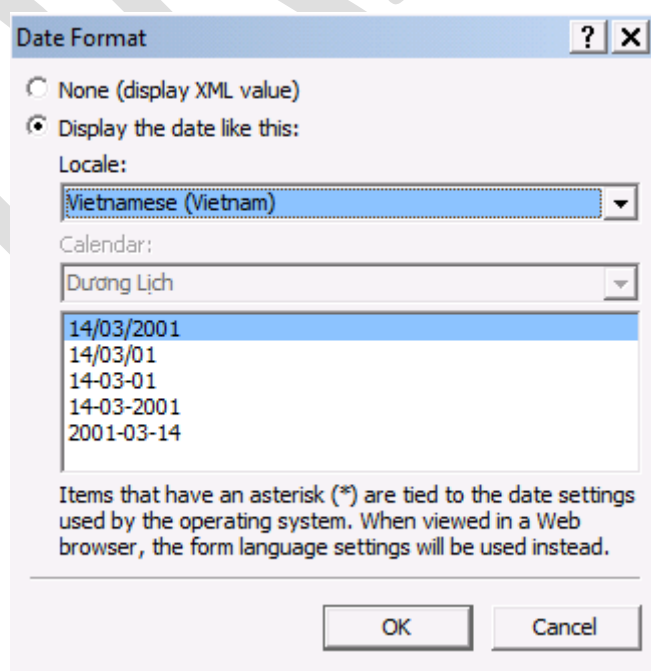 Date Format
None (display XML value)
Display the date like this:
Locale:
Vietnamese (Vietnam)
Calendar:
Dương Lịch
14/03/2001
14/03/01
14-03-01
14-03-2001
2001-03-14
Items that have an asterisk (*) are tied to the date settings
used by the operating system. When viewed in a Web
browser, the form language settings will be used instead.
OK Cancel